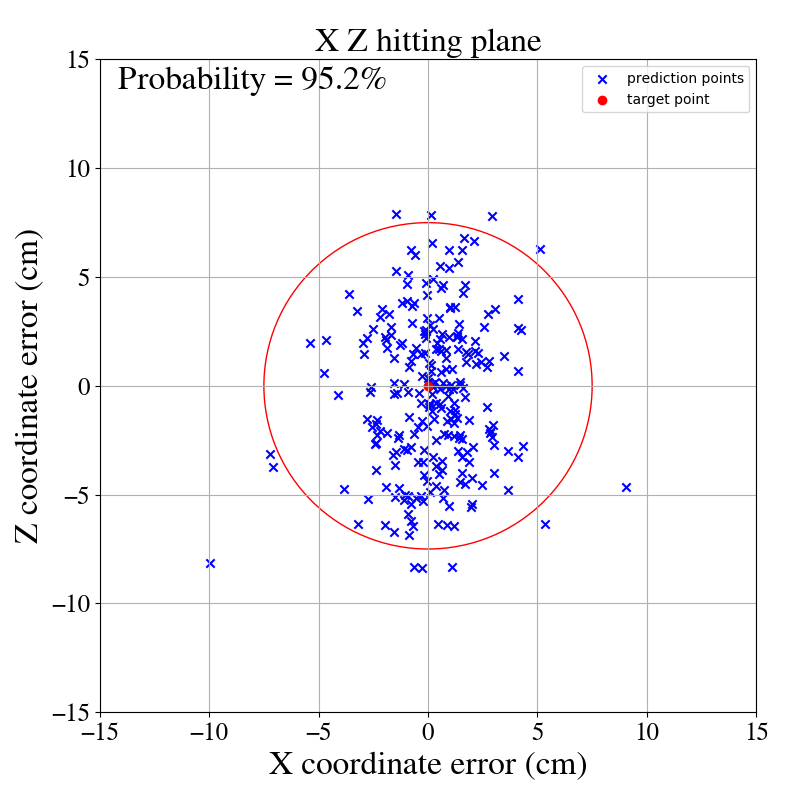 X Z hitting plane
Probability = 95.2%
prediction points
target point
Z coordinate error (cm)
15
10
5
0
−5
−10
−15
−15 −10 −5 0 5 10 15
X coordinate error (cm)